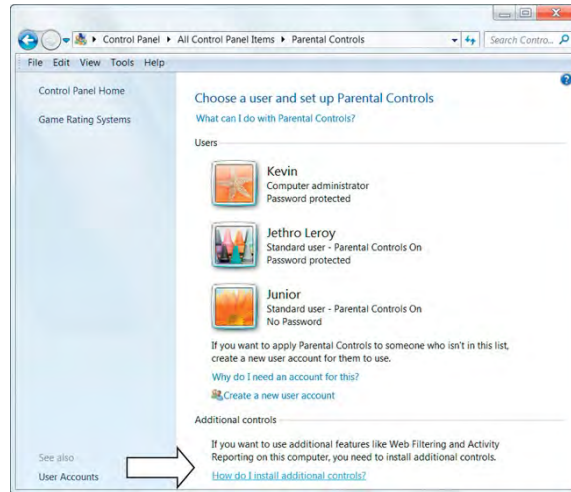 Control Panel ▸ All Control Panel Items ▸ Parental Controls
Search Contro...
File Edit View Tools Help
Control Panel Home
Game Rating Systems
Choose a user and set up Parental Controls
What can I do with Parental Controls?
Users
Kevin
Computer administrator
Password protected
Jethro Leroy
Standard user - Parental Controls On
Password protected
Junior
Standard user - Parental Controls On
No Password
If you want to apply Parental Controls to someone who isn't in this list,
create a new user account for them to use.
Why do I need an account for this?
Create a new user account
Additional controls
If you want to use additional features like Web Filtering and Activity
Reporting on this computer, you need to install additional controls.
How do I install additional controls?
See also
User Accounts